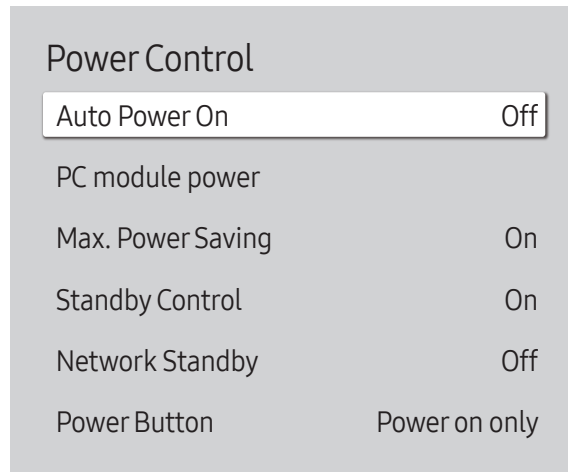 Power Control
Auto Power On Off
PC module power
Max. Power Saving On
Standby Control On
Network Standby Off
Power Button Power on only